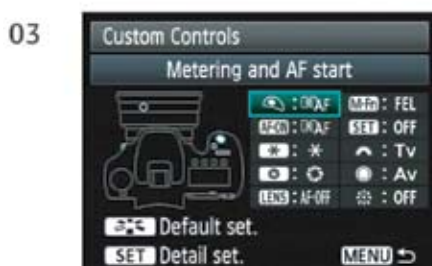 03
Custom Controls
Metering and AF start
: AF M-Fn : FEL
AF-ON : AF SET : OFF
: Tv
: Av
LENS : AF-OFF : OFF
Default set.
SET Detail set. MENU